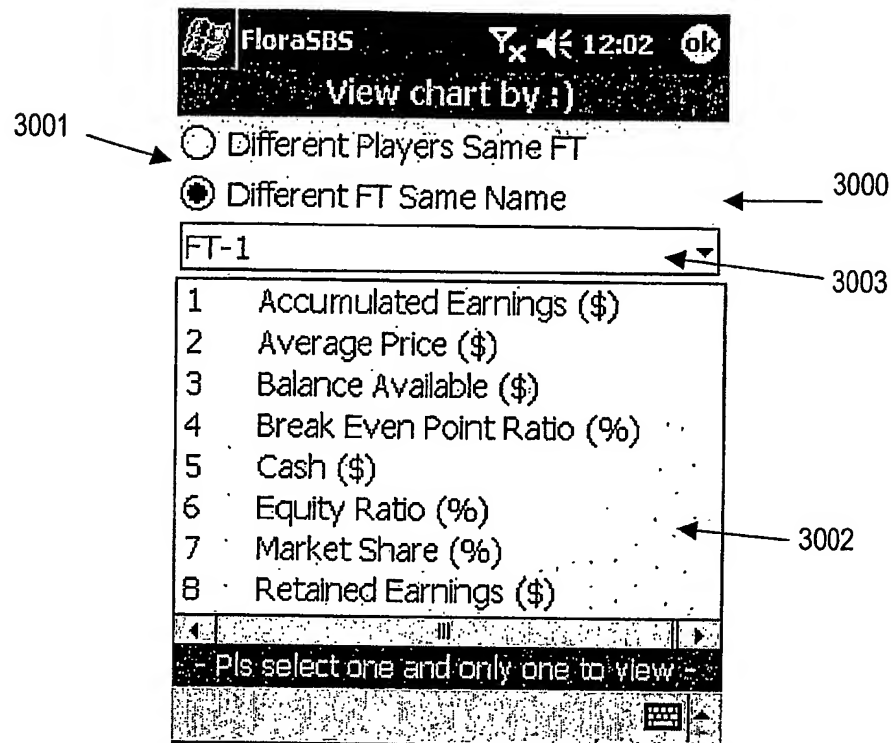 FloraSBS 12:02 ok
View chart by :)
3001
Different Players Same FT
Different FT Same Name
3000
FT-1
3003
1 Accumulated Earnings ($)
2 Average Price ($)
3 Balance Available ($)
4 Break Even Point Ratio (%)
5 Cash ($)
6 Equity Ratio (%)
7 Market Share (%)
3002
8 Retained Earnings ($)
- Pls select one and only one to view -